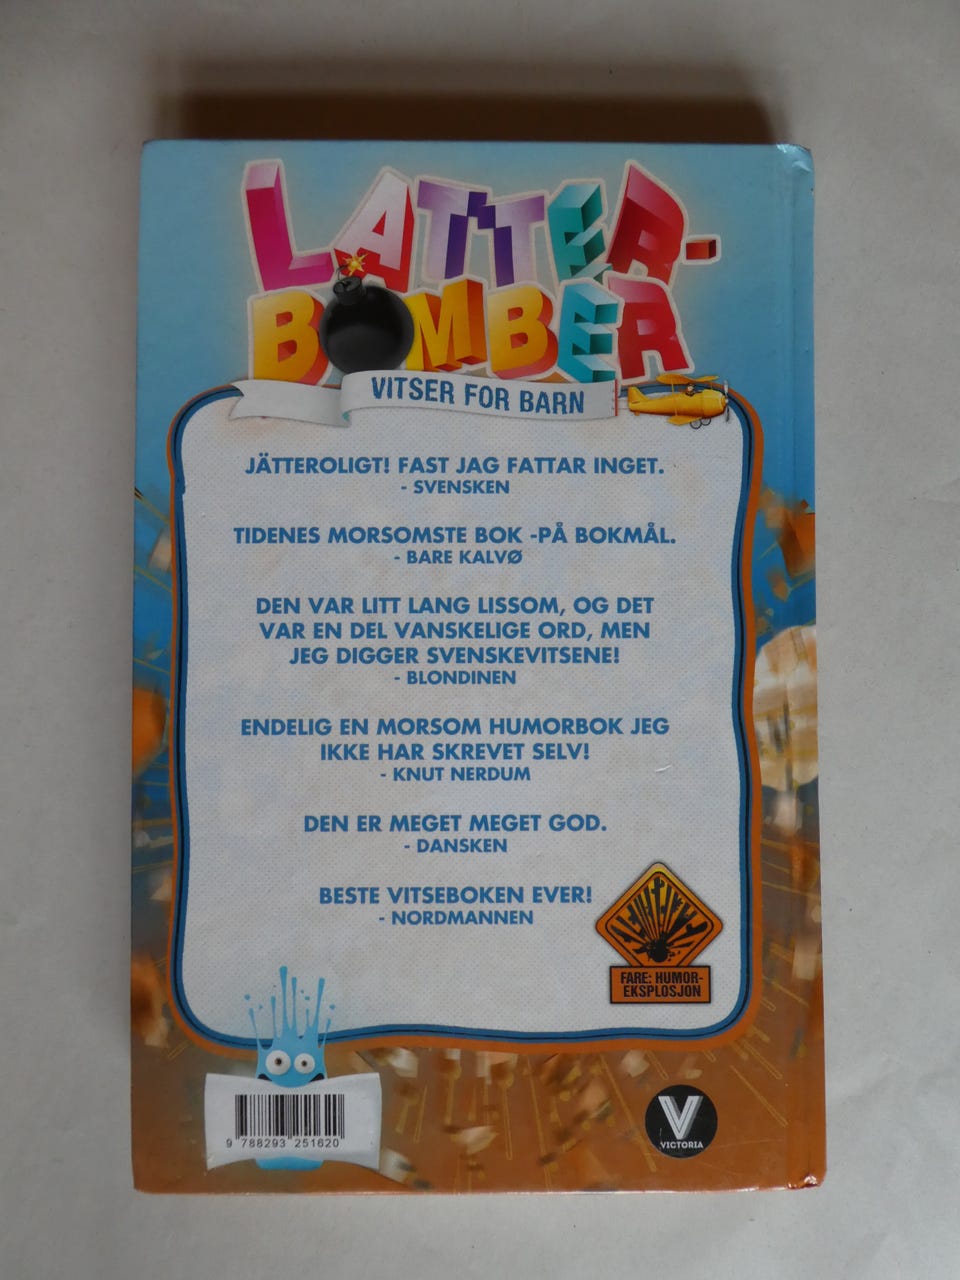 LATTER-
BOMBER
VITSER FOR BARN
JÄTTEROLIGT! FAST JAG FATTAR INGET.
- SVENSKEN
TIDENES MORSOMSTE BOK -PÅ BOKMÅL.
- BARE KALVØ
DEN VAR LITT LANG LISSOM, OG DET
VAR EN DEL VANSKELIGE ORD, MEN
JEG DIGGER SVENSKEVITSENE!
- BLONDINEN
ENDELIG EN MORSOM HUMORBOK JEG
IKKE HAR SKREVET SELV!
- KNUT NERDUM
DEN ER MEGET MEGET GOD.
- DANSKEN
BESTE VITSEBOKEN EVER!
- NORDMANNEN
FARE: HUMOR-
EKSPLOSJON
9 788293 251620
V
VICTORIA